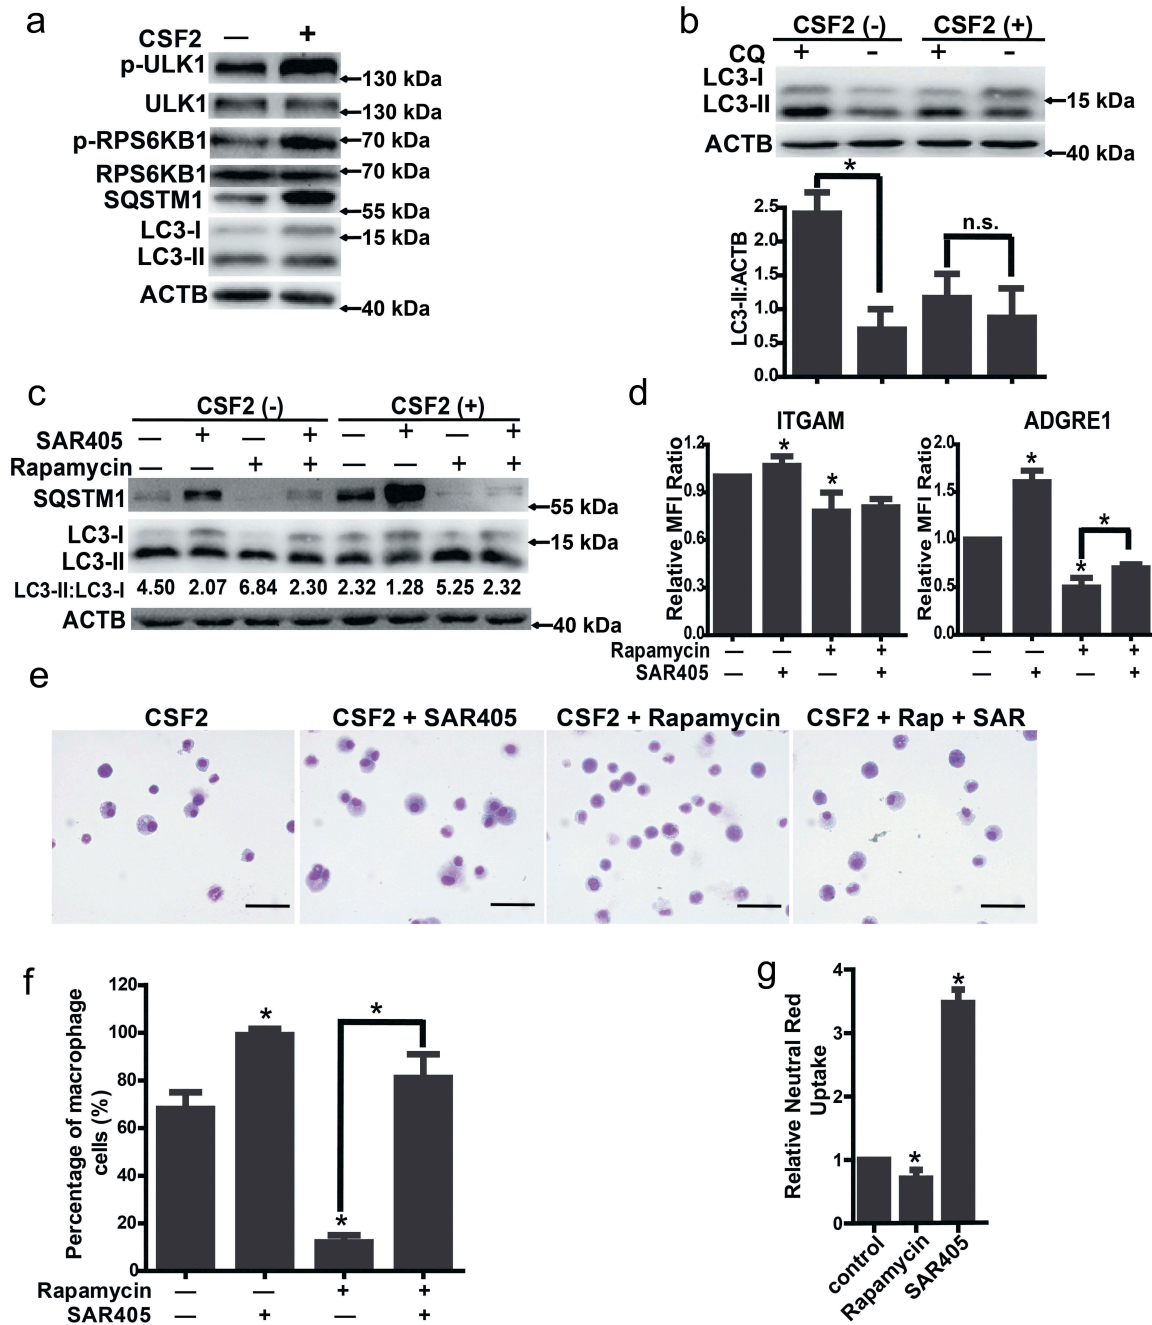 a
CSF2 — +
p-ULK1
130 kDa
ULK1
130 kDa
p-RPS6KB1
70 kDa
RPS6KB1
70 kDa
SQSTM1
55 kDa
LC3-I
15 kDa
LC3-II
ACTB
40 kDa
b
CSF2 (-) CSF2 (+)
CQ + - + -
LC3-I
LC3-II
15 kDa
ACTB
40 kDa
*
n.s.
LC3-II:ACTB
2.5
2.0
1.5
1.0
0.5
0.0
c
CSF2 (-) CSF2 (+)
SAR405 — + — + — + — +
Rapamycin — — + + — — + +
SQSTM1
55 kDa
LC3-I
15 kDa
LC3-II
LC3-II:LC3-I 4.50 2.07 6.84 2.30 2.32 1.28 5.25 2.32
ACTB
40 kDa
d
ITGAM
Relative MFI Ratio
1.2
0.9
0.6
0.3
0.0
* *
ADGRE1
Relative MFI Ratio
2.0
1.5
1.0
0.5
0.0
* * *
Rapamycin — — + + — — + +
SAR405 — + — + — + — +
e
CSF2
CSF2 + SAR405
CSF2 + Rapamycin
CSF2 + Rap + SAR
f
Percentage of macrophage
cells (%)
120
100
80
60
40
20
0
* * *
Rapamycin — — + +
SAR405 — + — +
g
Relative Neutral Red
Uptake
4
3
2
1
0
* *
control
Rapamycin
SAR405